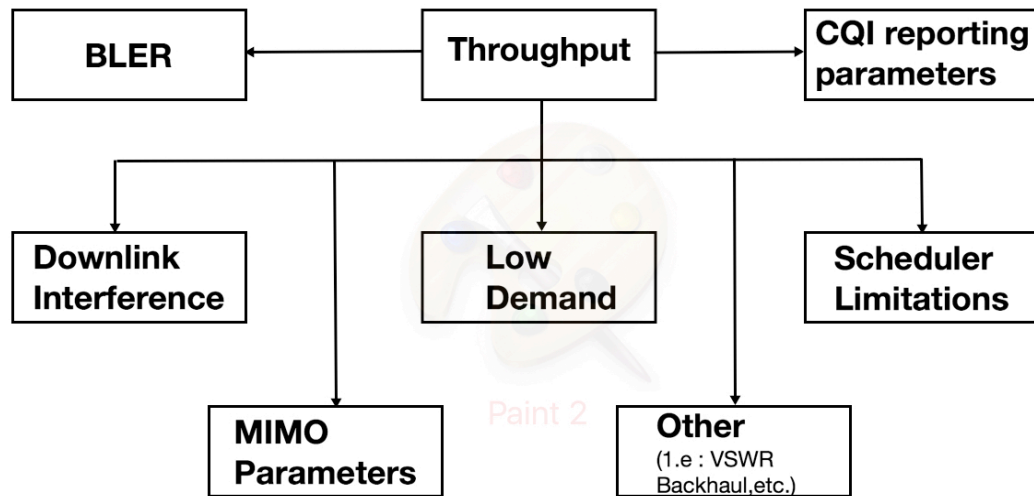 BLER
Throughput
CQI reporting
parameters
Downlink
Interference
Low
Demand
Scheduler
Limitations
MIMO
Parameters
Other
(1.e : VSWR
Backhaul,etc.)
Paint 2